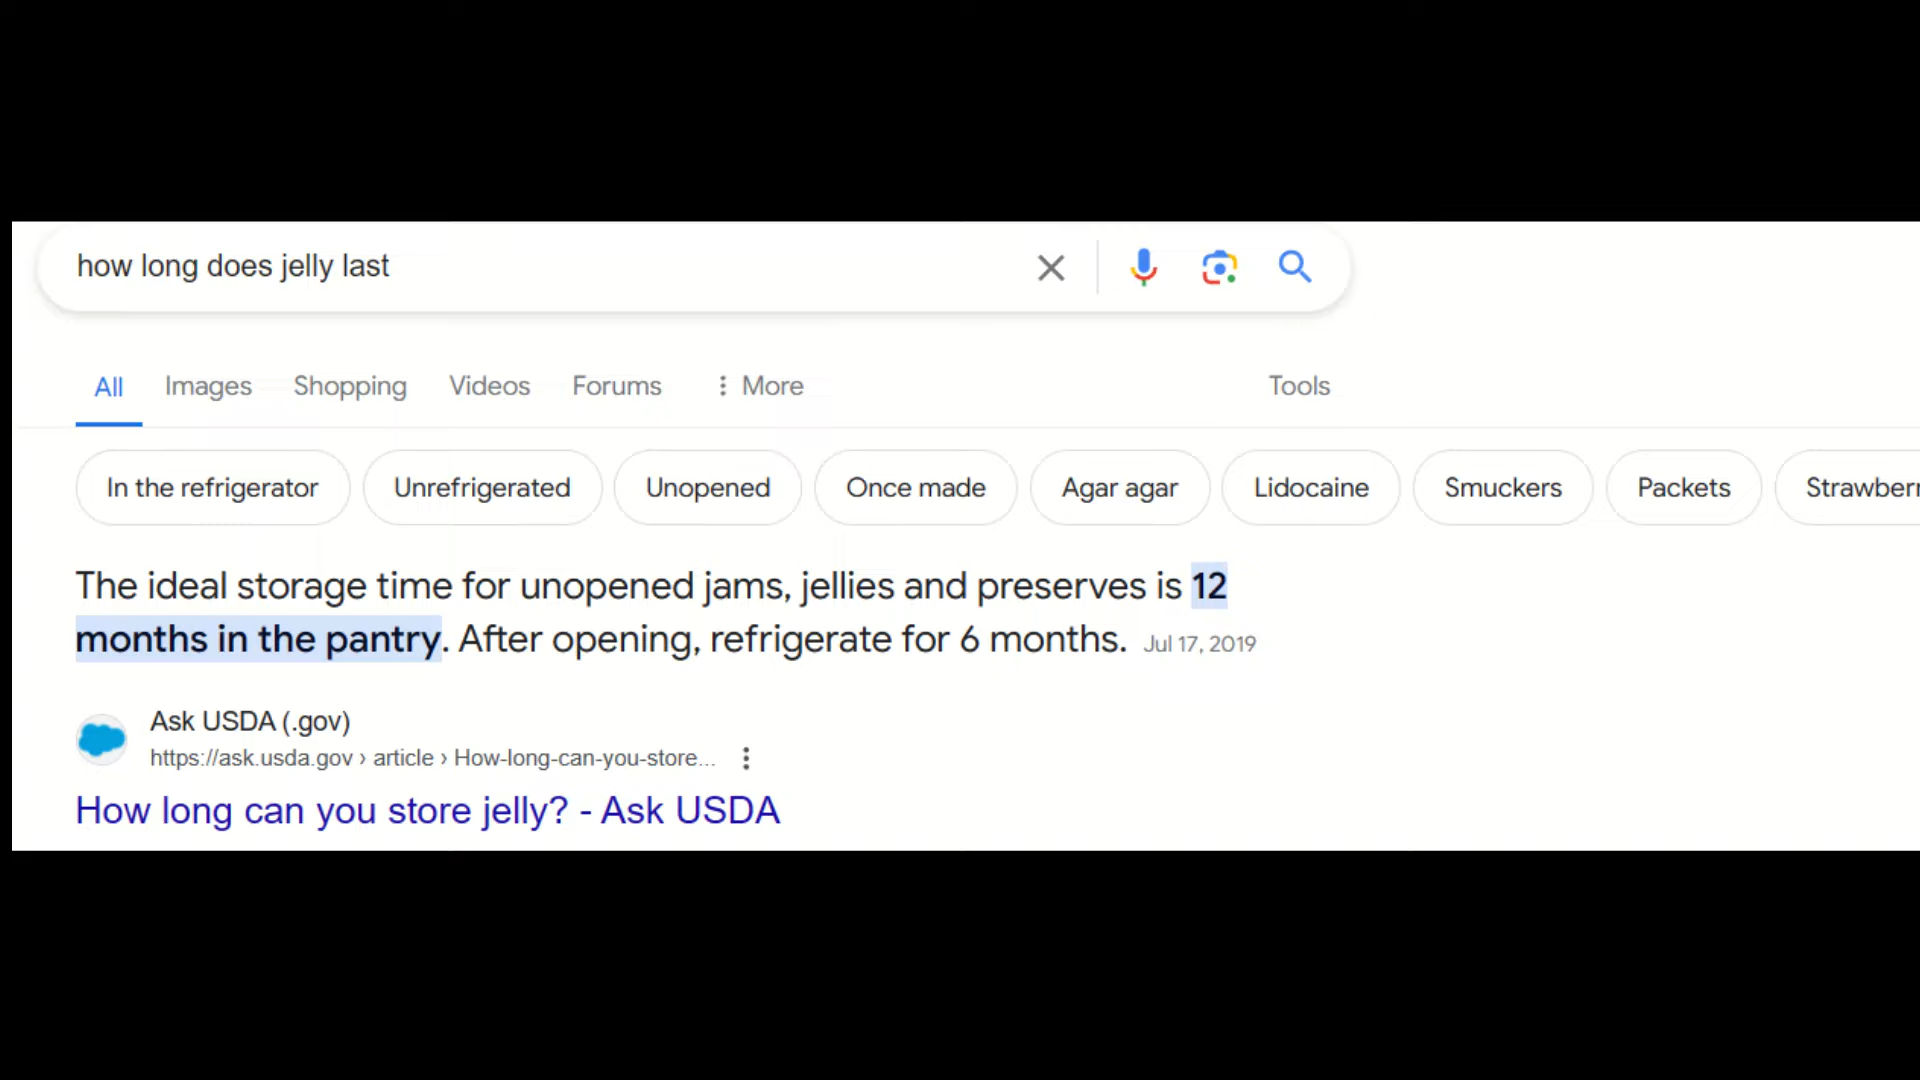 how long does jelly last
All Images Shopping Videos Forums More Tools
In the refrigerator Unrefrigerated Unopened Once made Agar agar Lidocaine Smuckers Packets Strawberr
The ideal storage time for unopened jams, jellies and preserves is 12
months in the pantry. After opening, refrigerate for 6 months. Jul 17, 2019
Ask USDA (.gov)
https://ask.usda.gov › article › How-long-can-you-store...
How long can you store jelly? - Ask USDA